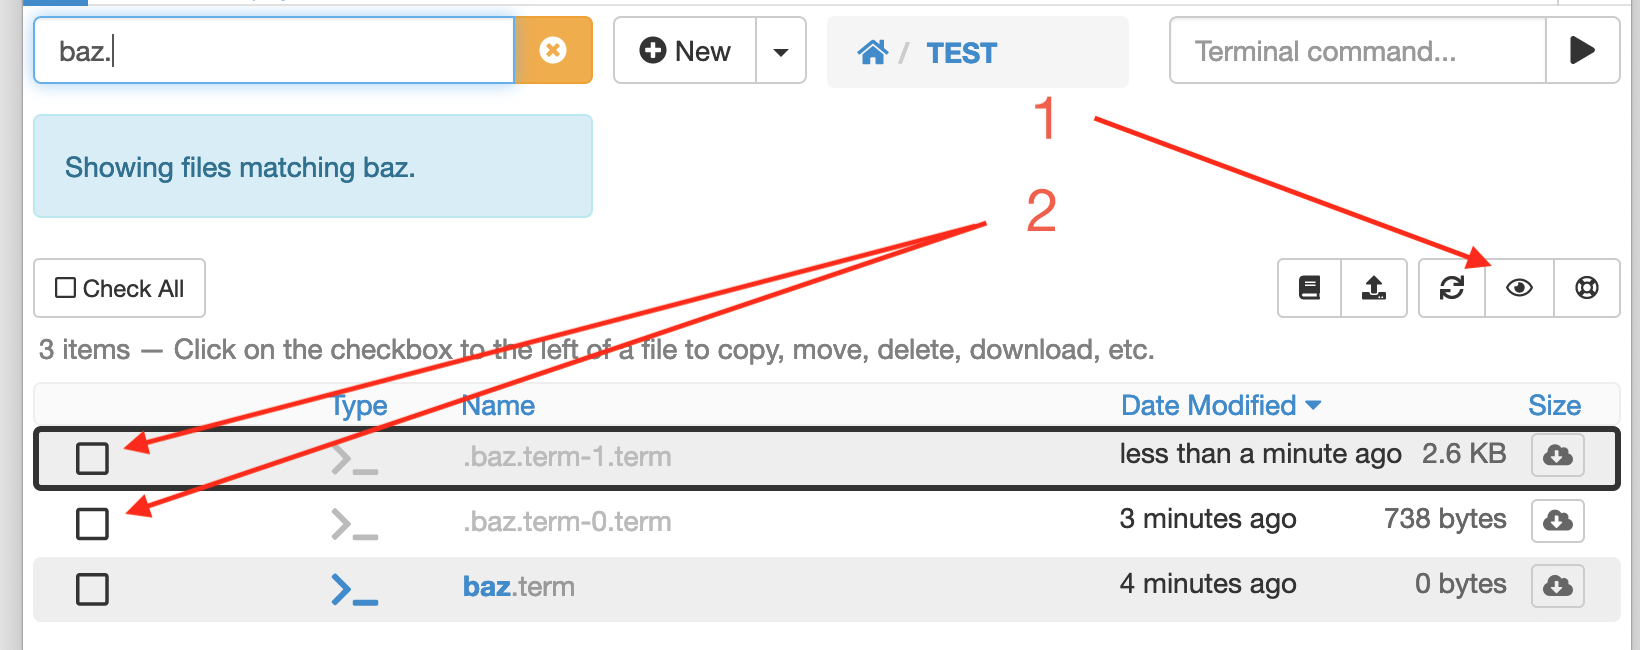 baz.
New
/ TEST
Terminal command...
1
Showing files matching baz.
2
Check All
3 items — Click on the checkbox to the left of a file to copy, move, delete, download, etc.
Type Name Date Modified Size
.baz.term-1.term less than a minute ago 2.6 KB
.baz.term-0.term 3 minutes ago 738 bytes
baz.term 4 minutes ago 0 bytes